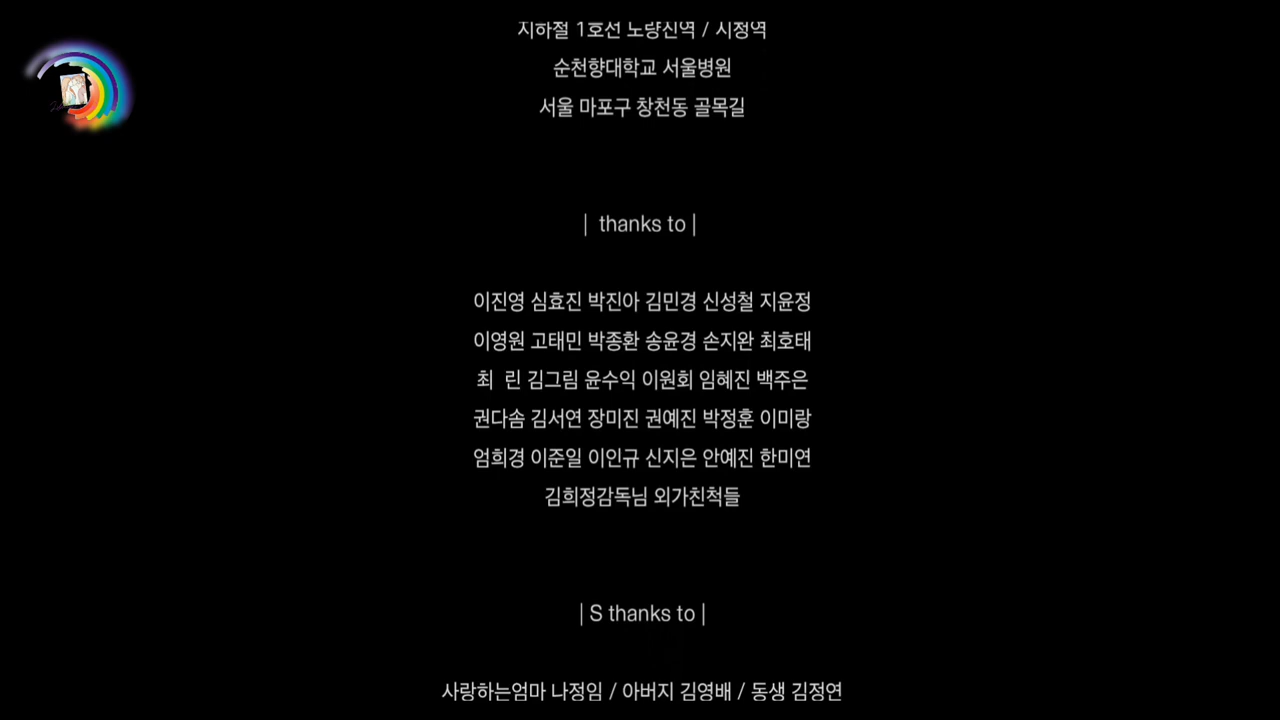 지하철 1호선 노량진역 / 시청역
순천향대학교 서울병원
서울 마포구 창천동 골목길
| thanks to |
이진영 심효진 박진아 김민경 신성철 지윤정
이영원 고태민 박종환 송윤경 손지완 최호태
최 린 김그림 윤수익 이원회 임혜진 백주은
권다솜 김서연 장미진 권예진 박정훈 이미랑
엄희경 이준일 이인규 신지은 안예진 한미연
김희정감독님 외가친척들
| S thanks to |
사랑하는엄마 나정임 / 아버지 김영배 / 동생 김정연